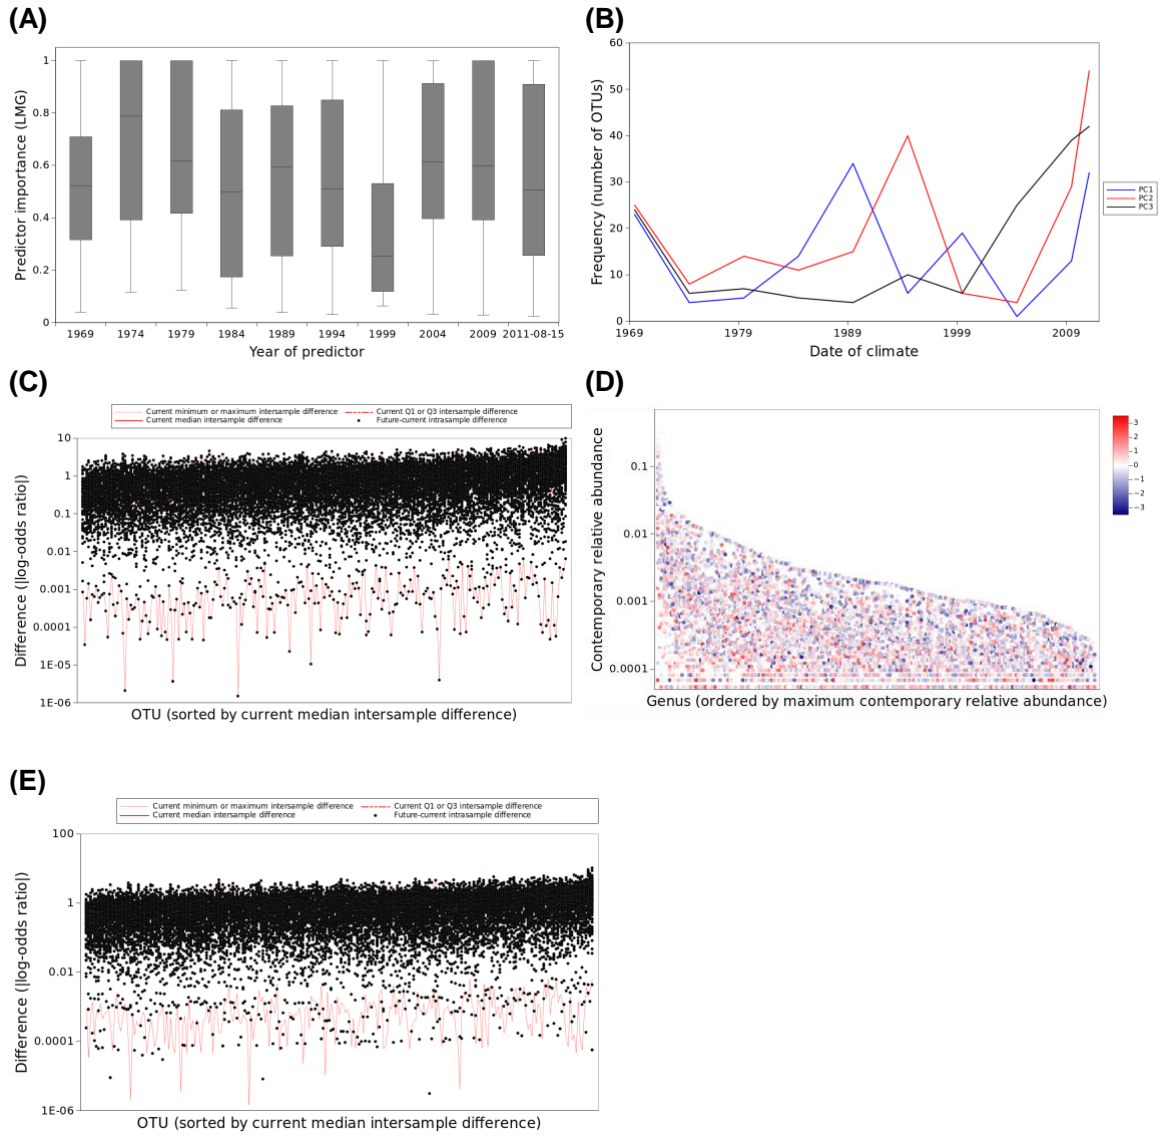 (A)
Predictor importance (LMG)
1
0.8
0.6
0.4
0.2
0
1969 1974 1979 1984 1989 1994 1999 2004 2009 2011-08-15
Year of predictor
(B)
Frequency (number of OTUs)
60
50
40
30
20
10
0
1969 1979 1989 1999 2009
Date of climate
PC1
PC2
PC3
(C)
Current minimum or maximum intersample difference
Current Q1 or Q3 intersample difference
Current median intersample difference
Future-current intrasample difference
Difference (|log-odds ratio|)
10
1
0.1
0.01
0.001
0.0001
1E-05
1E-06
OTU (sorted by current median intersample difference)
(D)
Contemporary relative abundance
0.1
0.01
0.001
0.0001
Genus (ordered by maximum contemporary relative abundance)
3
2
1
0
−1
−2
−3
(E)
Current minimum or maximum intersample difference
Current Q1 or Q3 intersample difference
Current median intersample difference
Future-current intrasample difference
Difference (|log-odds ratio|)
100
1
0.01
0.0001
1E-06
OTU (sorted by current median intersample difference)